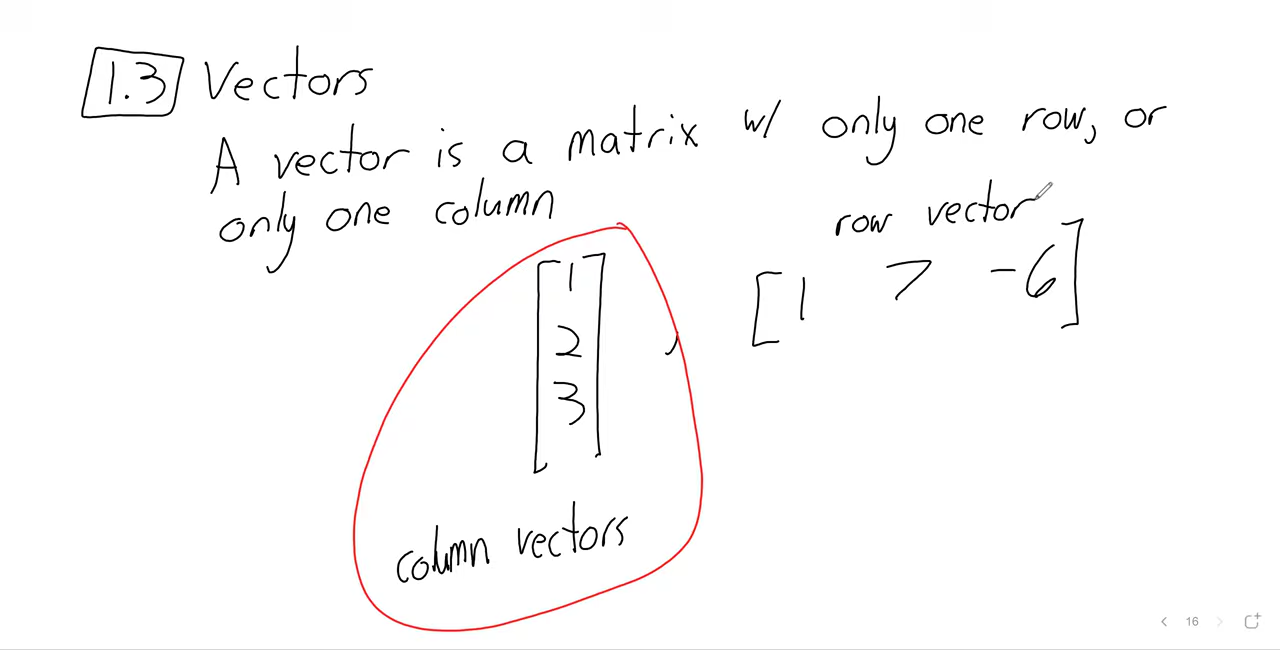 1.3 Vectors
A vector is a matrix w/ only one row, or
only one column
row vector
[1 7 -6]
[1
2
3] ,
column vectors
16